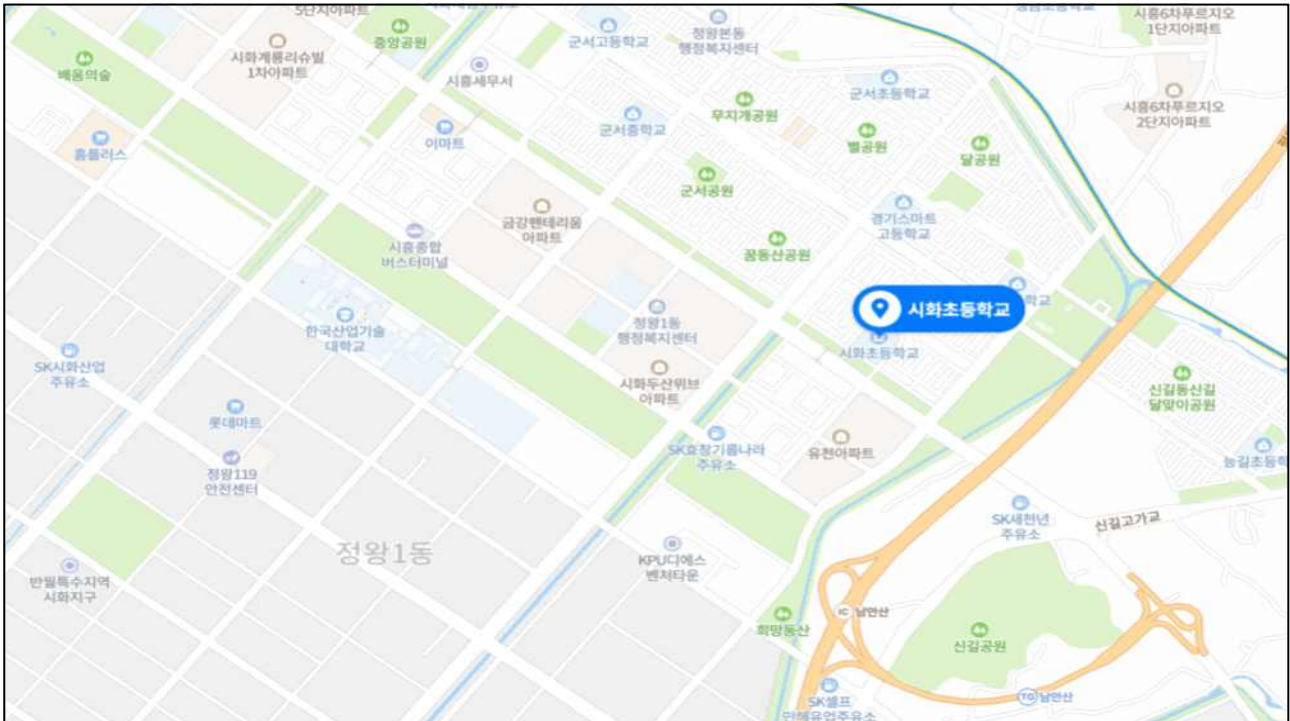 5단지아파트
중앙공원
군서고등학교
정왕본동
행정복지센터
시흥6차푸르지오
1단지아파트
배움의숲
시화계룡리슈빌
1차아파트
시흥세무서
군서초등학교
이마트
군서중학교
무지개공원
시흥6차푸르지오
2단지아파트
홈플러스
별공원
달공원
군서공원
금강펜테리움
아파트
경기스마트
고등학교
시흥종합
버스터미널
꿈동산공원
시화초등학교
학교
한국산업기술
대학교
정왕1동
행정복지센터
시화초등학교
SK시화산업
주유소
시화두산위브
아파트
신길동신길
달맞이공원
롯데마트
SK효창기름나라
주유소
유천아파트
능길초등학
정왕119
안전센터
SK새천년
주유소
신길고가교
정왕1동
KPU디에스
벤처타운
반월특수지역
시화지구
희망동산
IC 남안산
신길공원
TG 남안산
SK셀프